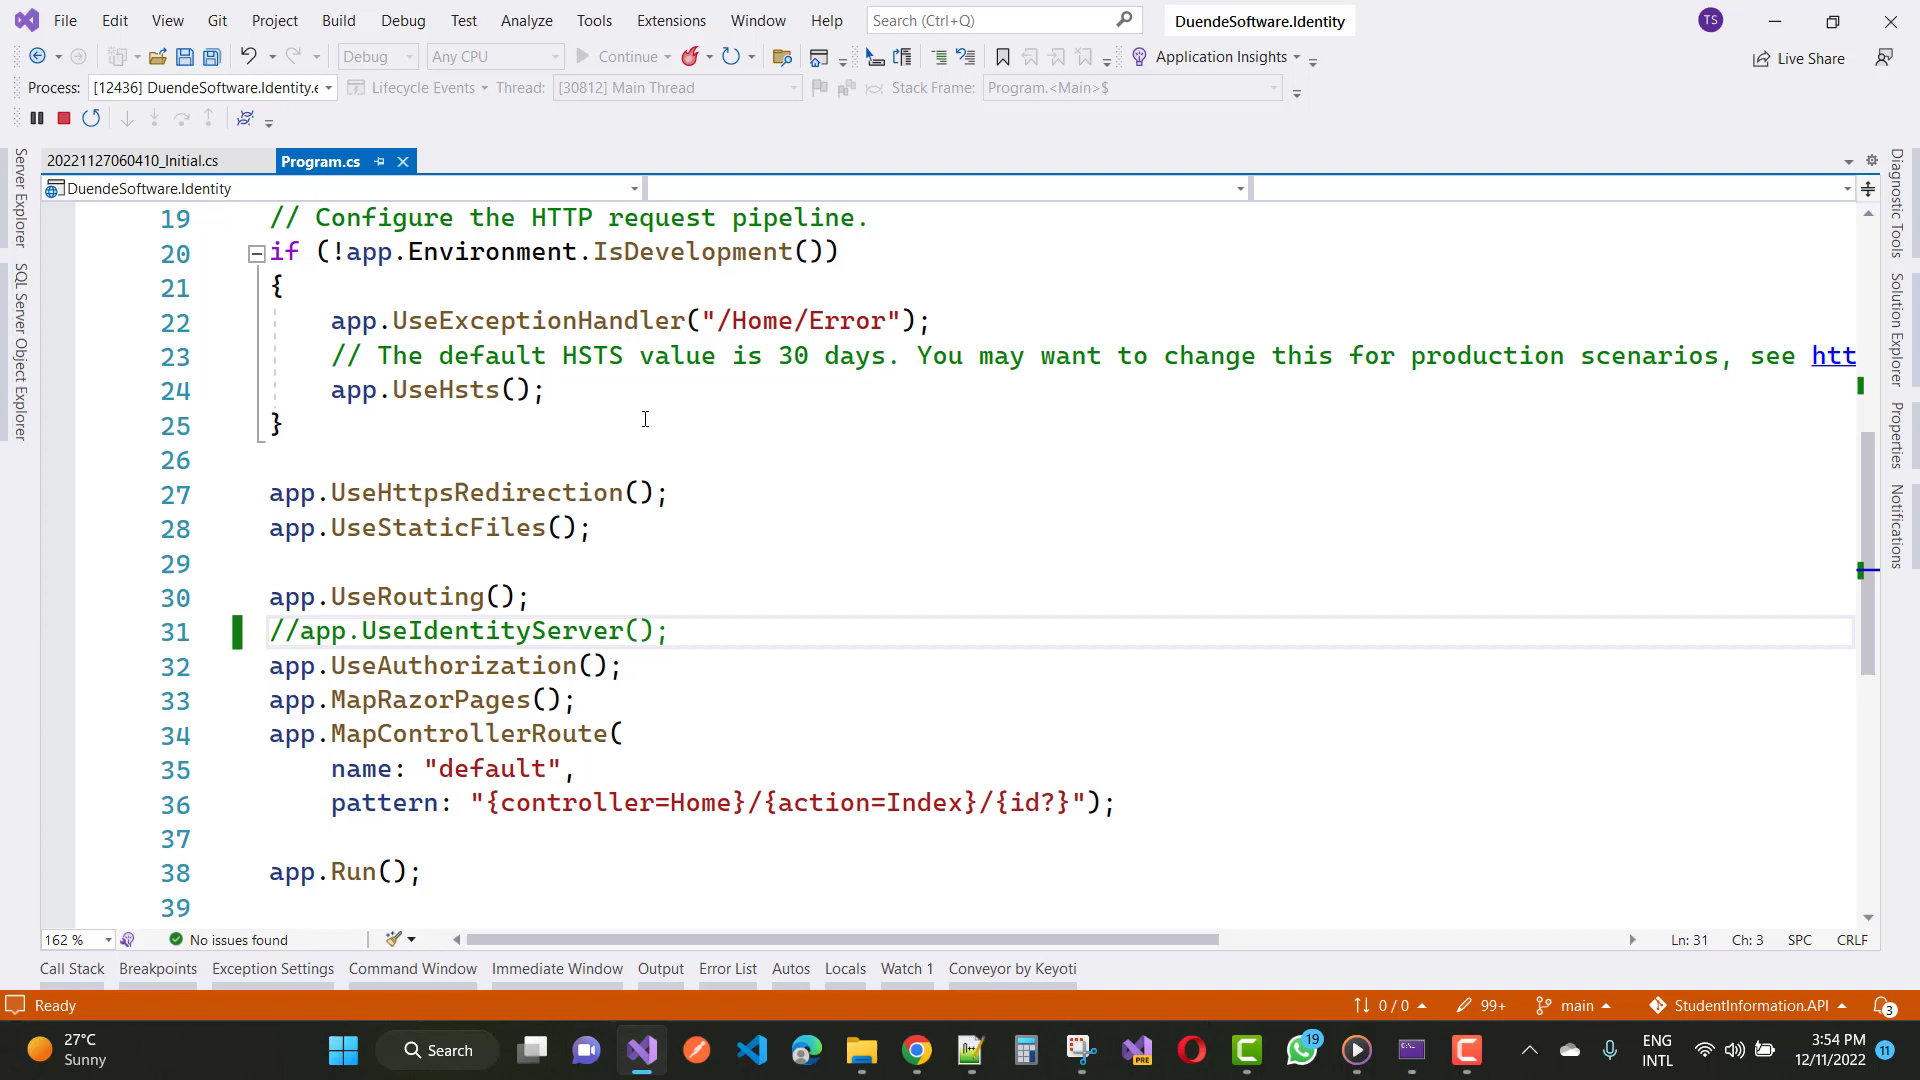 File Edit View Git Project Build Debug Test Analyze Tools Extensions Window Help Search (Ctrl+Q) DuendeSoftware.Identity TS
Debug Any CPU Continue Application Insights Live Share
Process: [12436] DuendeSoftware.Identity.e Lifecycle Events Thread: [30812] Main Thread Stack Frame: Program.<Main>$
20221127060410_Initial.cs Program.cs
DuendeSoftware.Identity
Server Explorer
SQL Server Object Explorer
19 // Configure the HTTP request pipeline.
20 if (!app.Environment.IsDevelopment())
21 {
22 app.UseExceptionHandler("/Home/Error");
23 // The default HSTS value is 30 days. You may want to change this for production scenarios, see htt
24 app.UseHsts();
25 }
26
27 app.UseHttpsRedirection();
28 app.UseStaticFiles();
29
30 app.UseRouting();
31 //app.UseIdentityServer();
32 app.UseAuthorization();
33 app.MapRazorPages();
34 app.MapControllerRoute(
35 name: "default",
36 pattern: "{controller=Home}/{action=Index}/{id?}");
37
38 app.Run();
39
Diagnostic Tools
Solution Explorer
Properties
Notifications
162 % No issues found Ln: 31 Ch: 3 SPC CRLF
Call Stack Breakpoints Exception Settings Command Window Immediate Window Output Error List Autos Locals Watch 1 Conveyor by Keyoti
Ready 0 / 0 99+ main StudentInformation.API 3
27°C
Sunny
Search
PRE
19
ENG
INTL
3:54 PM
12/11/2022
11